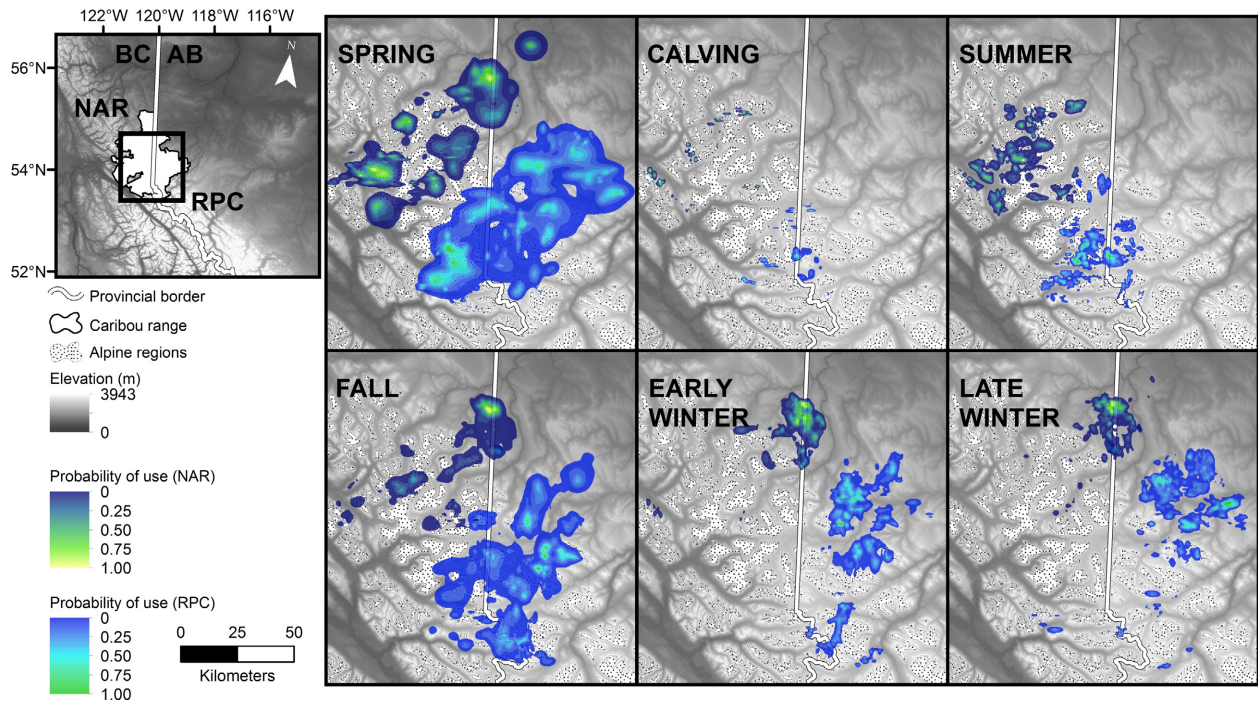 122°W 120°W 118°W 116°W
56°N
54°N
52°N
BC AB
N
NAR
RPC
Provincial border
Caribou range
Alpine regions
Elevation (m)
3943
0
Probability of use (NAR)
0
0.25
0.50
0.75
1.00
Probability of use (RPC)
0
0.25
0.50
0.75
1.00
0 25 50
Kilometers
SPRING
CALVING
SUMMER
FALL
EARLY
WINTER
LATE
WINTER